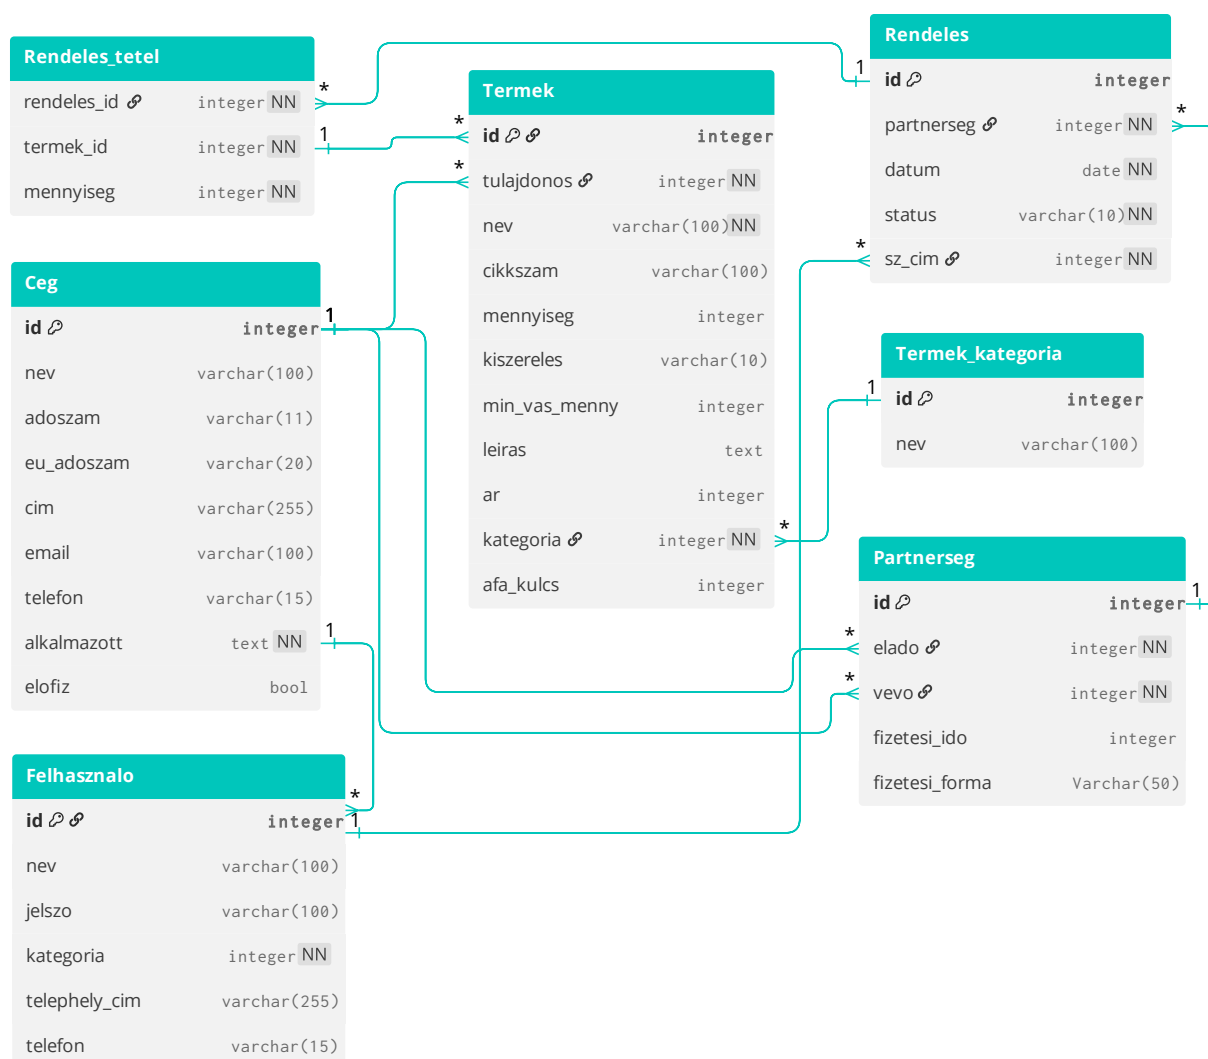 Rendeles_tetel
rendeles_id integer NN
termek_id integer NN
mennyiseg integer NN
*
1
Termek
id integer
tulajdonos integer NN
nev varchar(100) NN
cikkszam varchar(100)
mennyiseg integer
kiszereles varchar(10)
min_vas_menny integer
leiras text
ar integer
kategoria integer NN
afa_kulcs integer
*
*
*
Rendeles
id integer
partnerseg integer NN
datum date NN
status varchar(10) NN
sz_cim integer NN
1
*
*
Ceg
id integer
nev varchar(100)
adoszam varchar(11)
eu_adoszam varchar(20)
cim varchar(255)
email varchar(100)
telefon varchar(15)
alkalmazott text NN
elofiz bool
1
1
Termek_kategoria
id integer
nev varchar(100)
1
Partnerseg
id integer
elado integer NN
vevo integer NN
fizetesi_ido integer
fizetesi_forma Varchar(50)
1
*
*
Felhasznalo
id integer
nev varchar(100)
jelszo varchar(100)
kategoria integer NN
telephely_cim varchar(255)
telefon varchar(15)
*
1